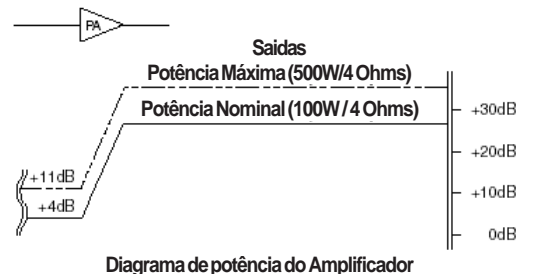 PA
Saidas
Potência Máxima (500W/4 Ohms)
Potência Nominal (100W / 4 Ohms)
+30dB
+20dB
+11dB
+10dB
+4dB
0dB
Diagrama de potência do Amplificador